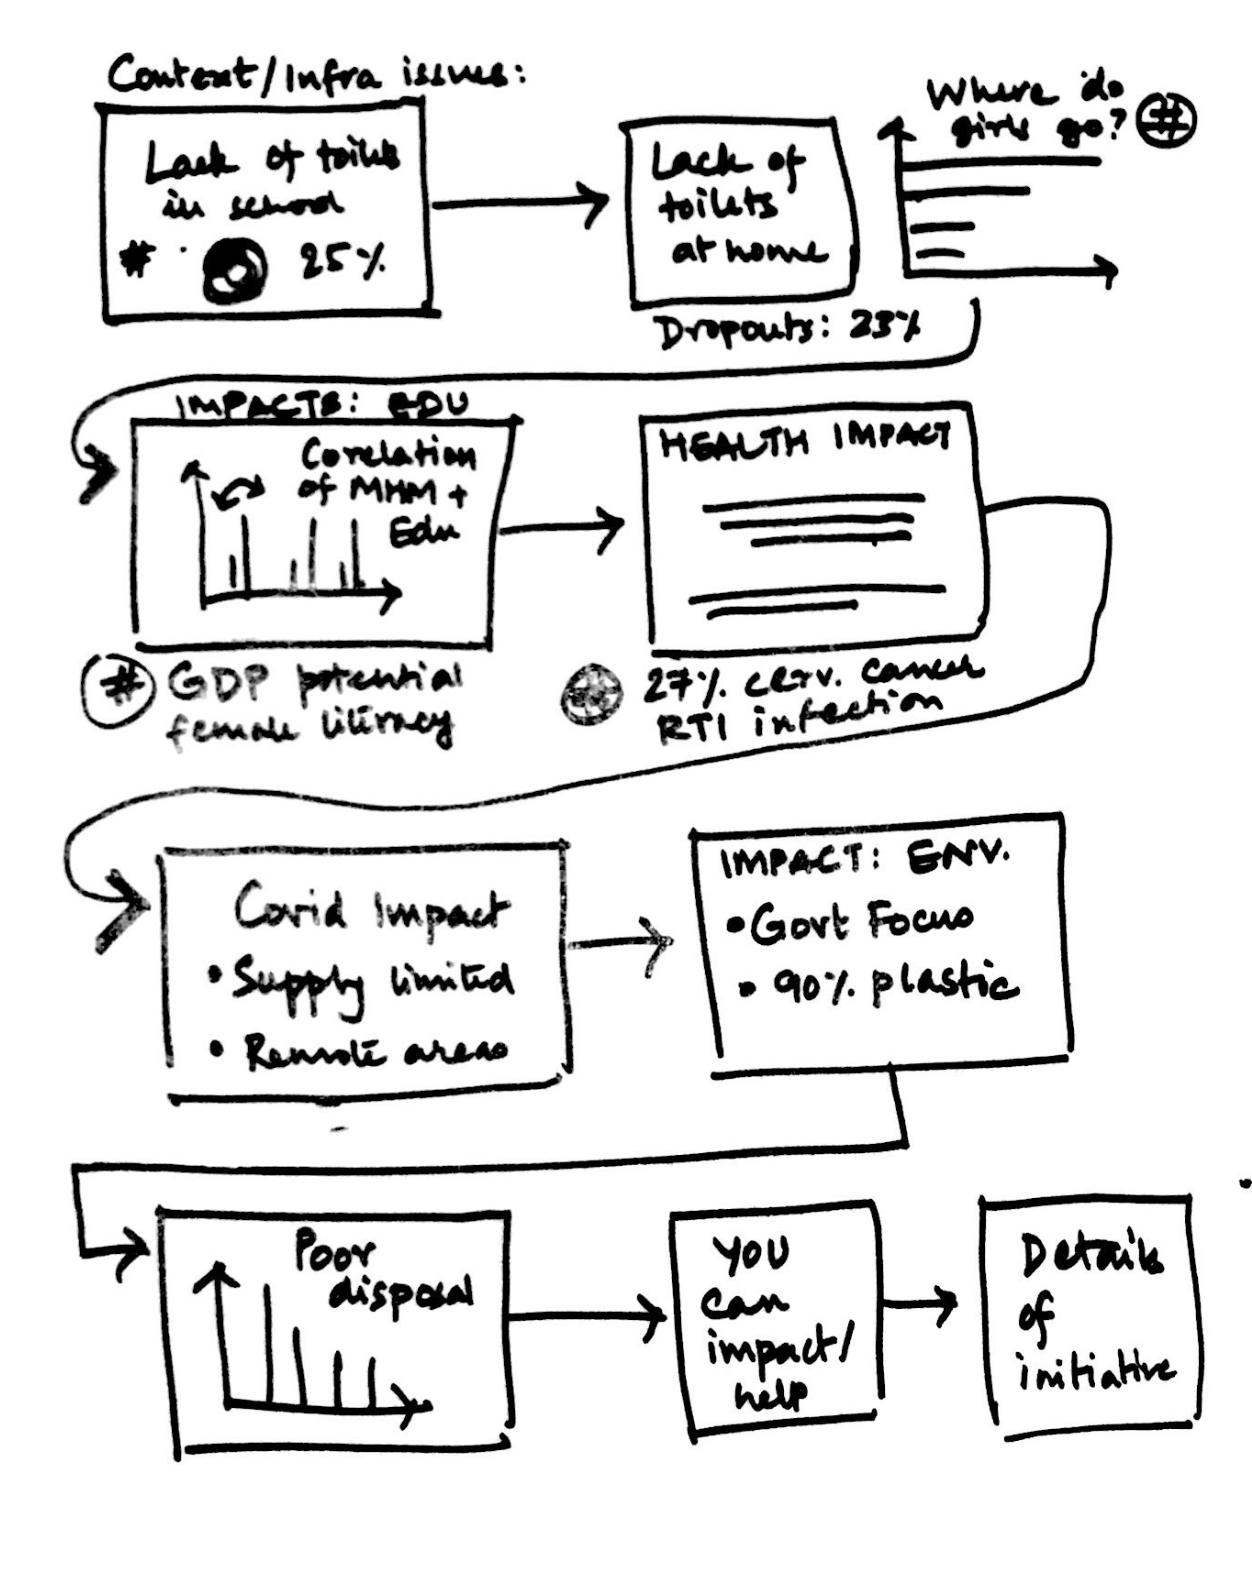 Context/Infra issues:
Lack of toilets
in school
# 25%
Lack of
toilets
at home
Where do
girls go? #
Dropouts: 23%
IMPACTS: EDU
Corelation
of MHM +
Edu
# GDP potential
female literacy
HEALTH IMPACT
27% cerv. cancer
RTI infection
Covid Impact
• Supply limited
• Remote areas
IMPACT: ENV.
• Govt Focus
• 90% plastic
Poor
disposal
YOU
can
impact/
help
Details
of
initiative